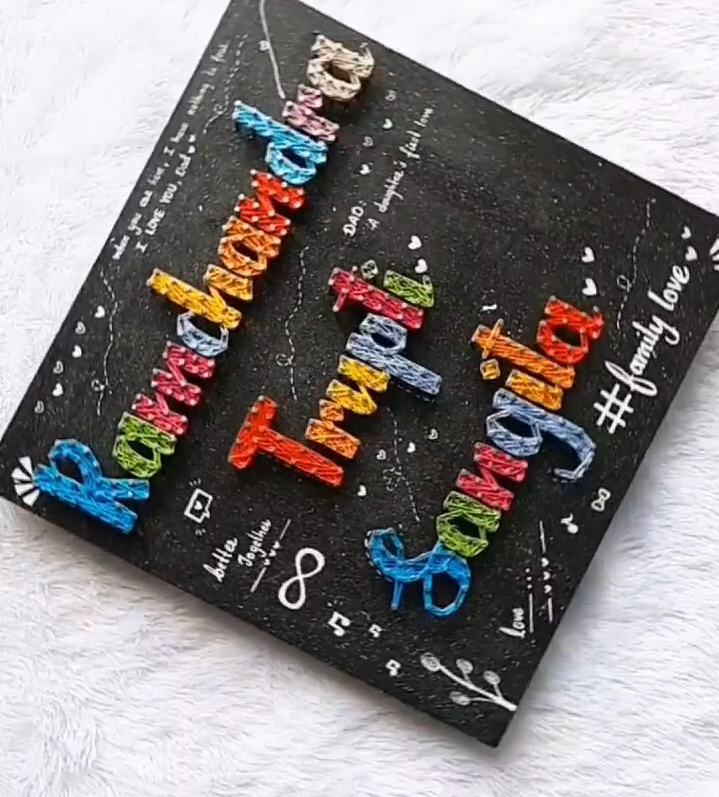 when you are here, I have nothing to fear
I LOVE YOU, Dad
Ramchandra
DAD:
A daughter's first love
Trupti
Sangita
#family love
better
Together
love